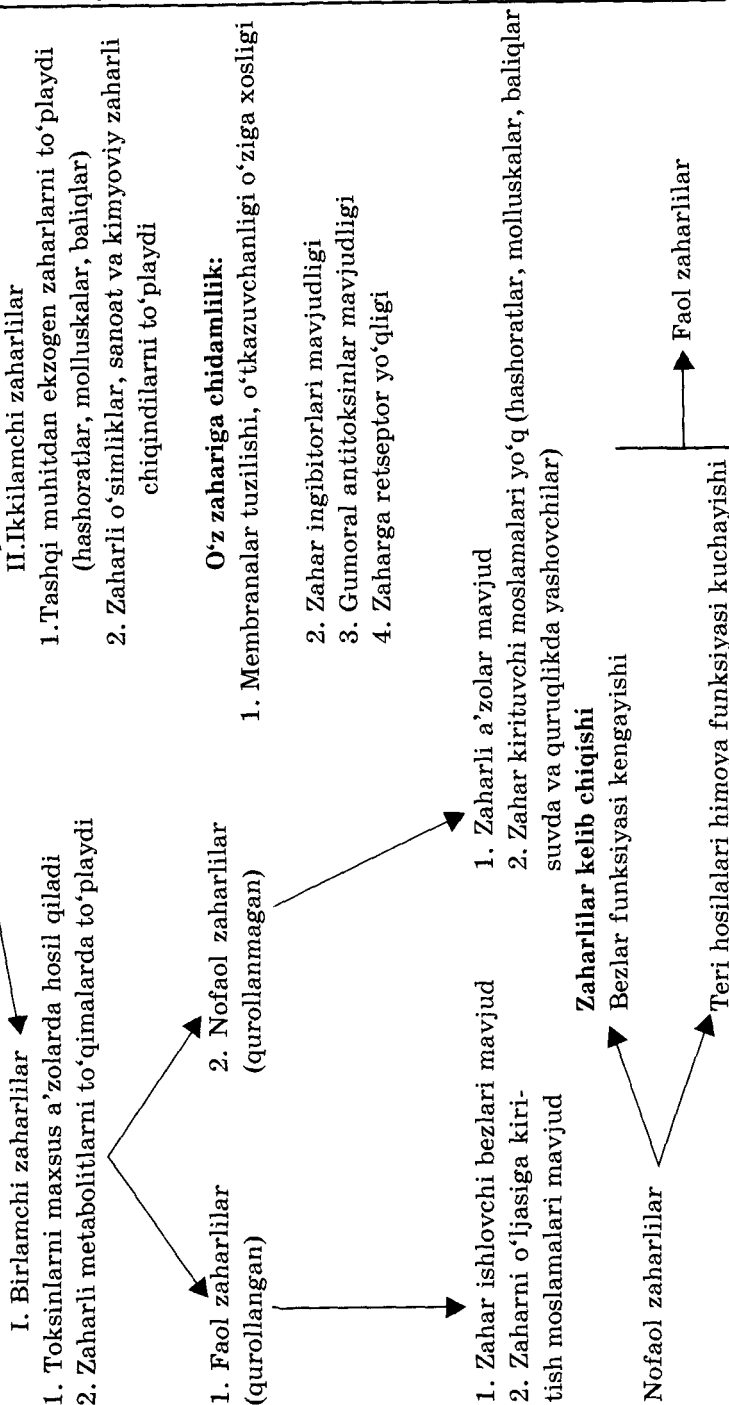 I. Birlamchi zaharlilar
1. Toksinlarni maxsus a’zolarda hosil qiladi
2. Zaharli metabolitlarni to‘qimalarda to‘playdi
II.Ikkilamchi zaharlilar
1.Tashqi muhitdan ekzogen zaharlarni to‘playdi
(hashoratlar, molluskalar, baliqlar)
2. Zaharli o‘simliklar, sanoat va kimyoviy zaharli
chiqindilarni to‘playdi
O‘z zahariga chidamlilik:
1. Membranalar tuzilishi, o‘tkazuvchanligi o‘ziga xosligi
2. Zahar ingibitorlari mavjudligi
3. Gumoral antitoksinlar mavjudligi
4. Zaharga retseptor yo‘qligi
1. Faol zaharlilar
(qurollangan)
2. Nofaol zaharlilar
(qurollanmagan)
1. Zahar ishlovchi bezlari mavjud
2. Zaharni o‘ljasiga kiri-
tish moslamalari mavjud
1. Zaharli a’zolar mavjud
2. Zahar kirituvchi moslamalari yo‘q (hashoratlar, molluskalar, baliqlar
suvda va quruqlikda yashovchilar)
Zaharlilar kelib chiqishi
Nofaol zaharlilar
Bezlar funksiyasi kengayishi
Teri hosilalari himoya funksiyasi kuchayishi
Faol zaharlilar